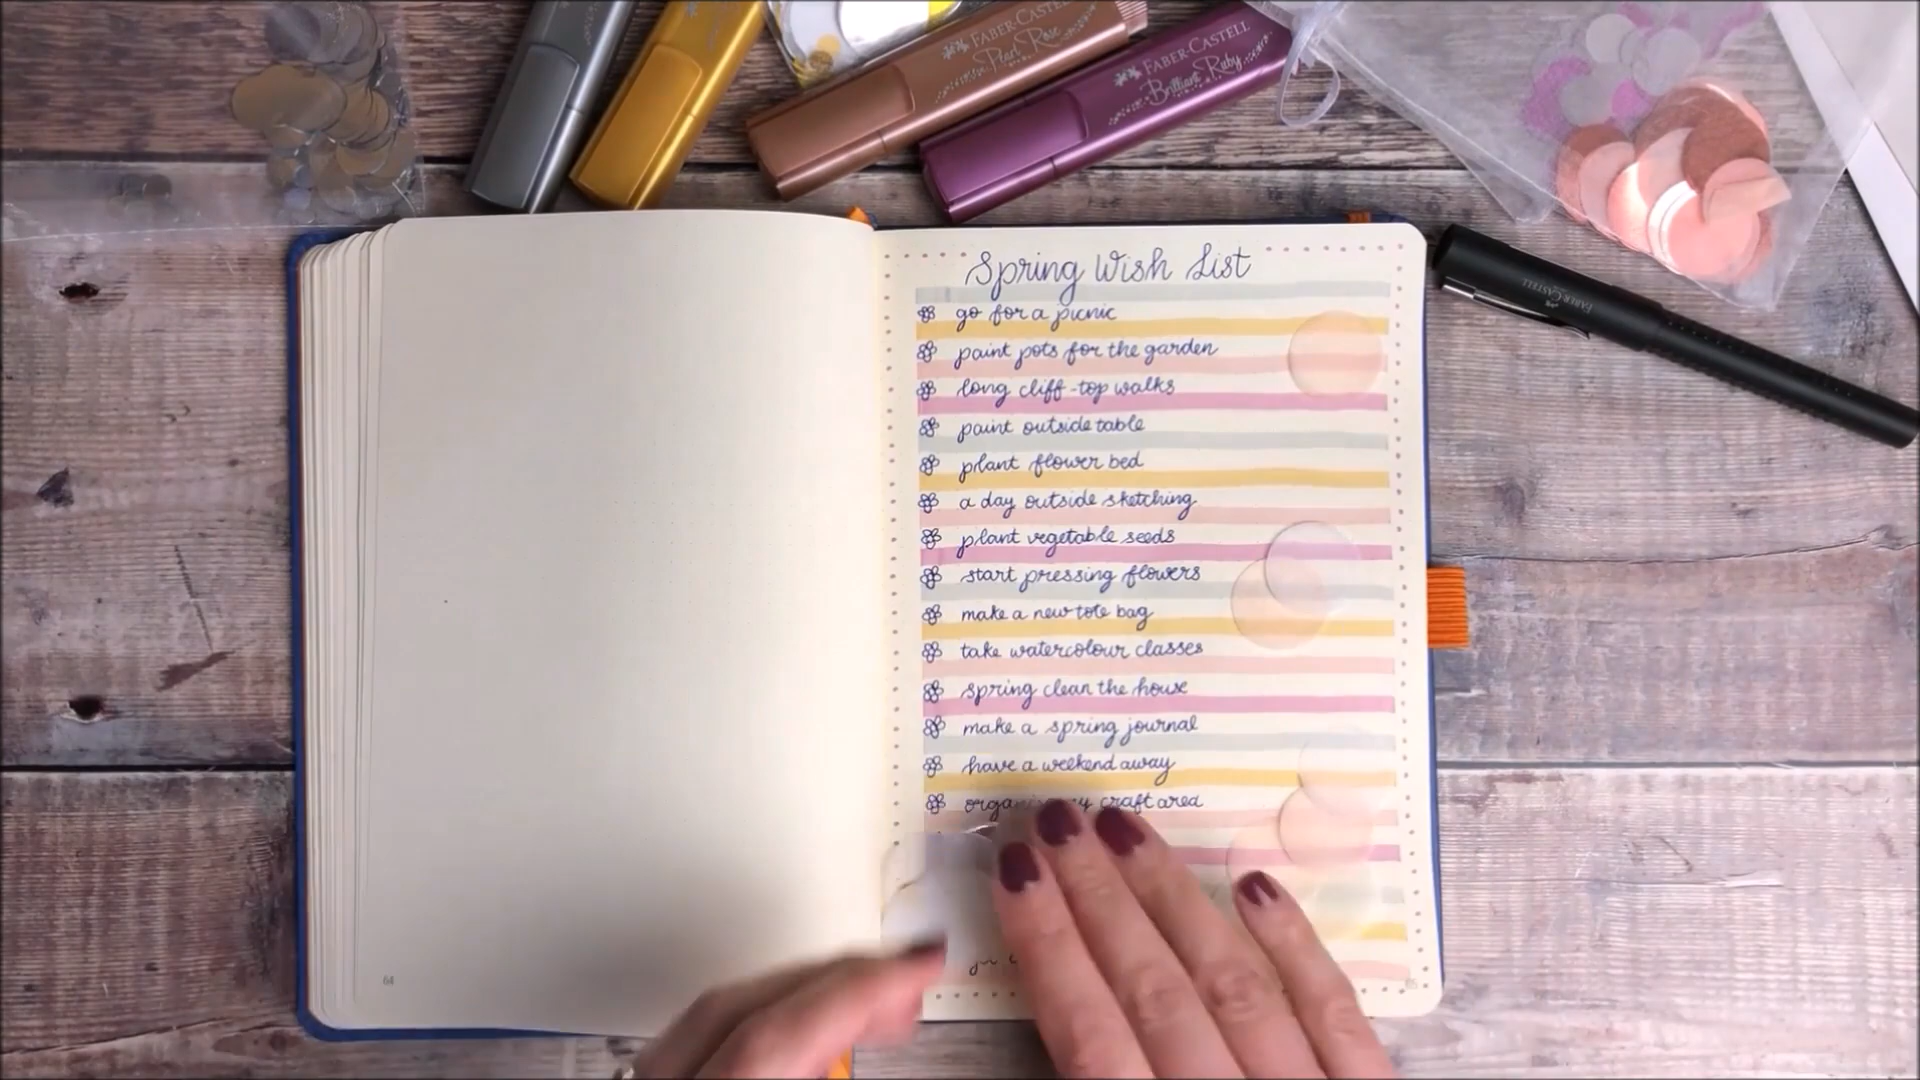 FABER-CASTELL
Pearl Rose
FABER-CASTELL
Brilliant Ruby
FABER-CASTELL
Spring Wish List
go for a picnic
paint pots for the garden
long cliff-top walks
paint outside table
plant flower bed
a day outside sketching
plant vegetable seeds
start pressing flowers
make a new tote bag
take watercolour classes
spring clean the house
make a spring journal
have a weekend away
craft area
64